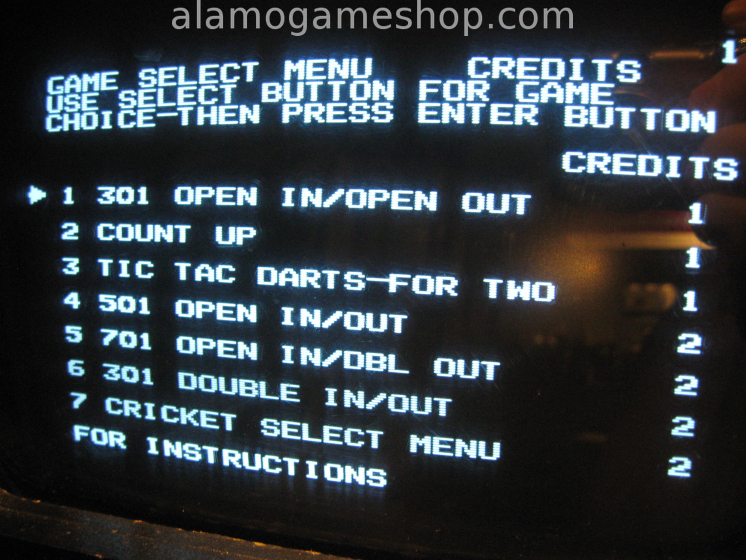 alamogameshop.com
GAME SELECT MENU CREDITS 1
USE SELECT BUTTON FOR GAME
CHOICE—THEN PRESS ENTER BUTTON
CREDITS
1 301 OPEN IN/OPEN OUT 1
2 COUNT UP 1
3 TIC TAC DARTS—FOR TWO 1
4 501 OPEN IN/OUT 2
5 701 OPEN IN/DBL OUT 2
6 301 DOUBLE IN/OUT 2
7 CRICKET SELECT MENU 2
FOR INSTRUCTIONS